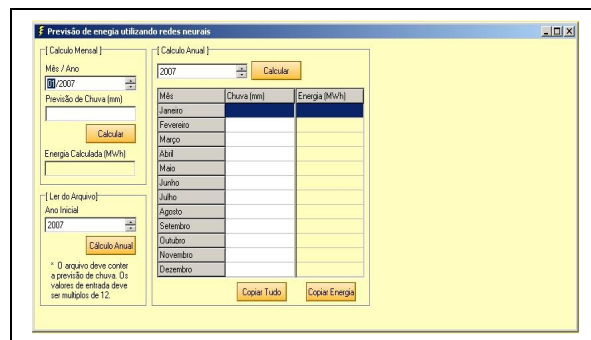 Previsão de enegia utilizando redes neurais
[ Calculo Mensal ]
Mês / Ano
01/2007
Previsão de Chuva (mm)
Calcular
Energia Calculada (MWh)
[ Ler do Arquivo]
Ano Inicial
2007
Cálculo Anual
* O arquivo deve conter
a previsão de chuva. Os
valores de entrada deve
ser multiplos de 12.
[ Calculo Anual ]
2007
Calcular
Mês Chuva (mm) Energia (MWh)
Janeiro
Fevereiro
Março
Abril
Maio
Junho
Julho
Agosto
Setembro
Outubro
Novembro
Dezembro
Copiar Tudo
Copiar Energia